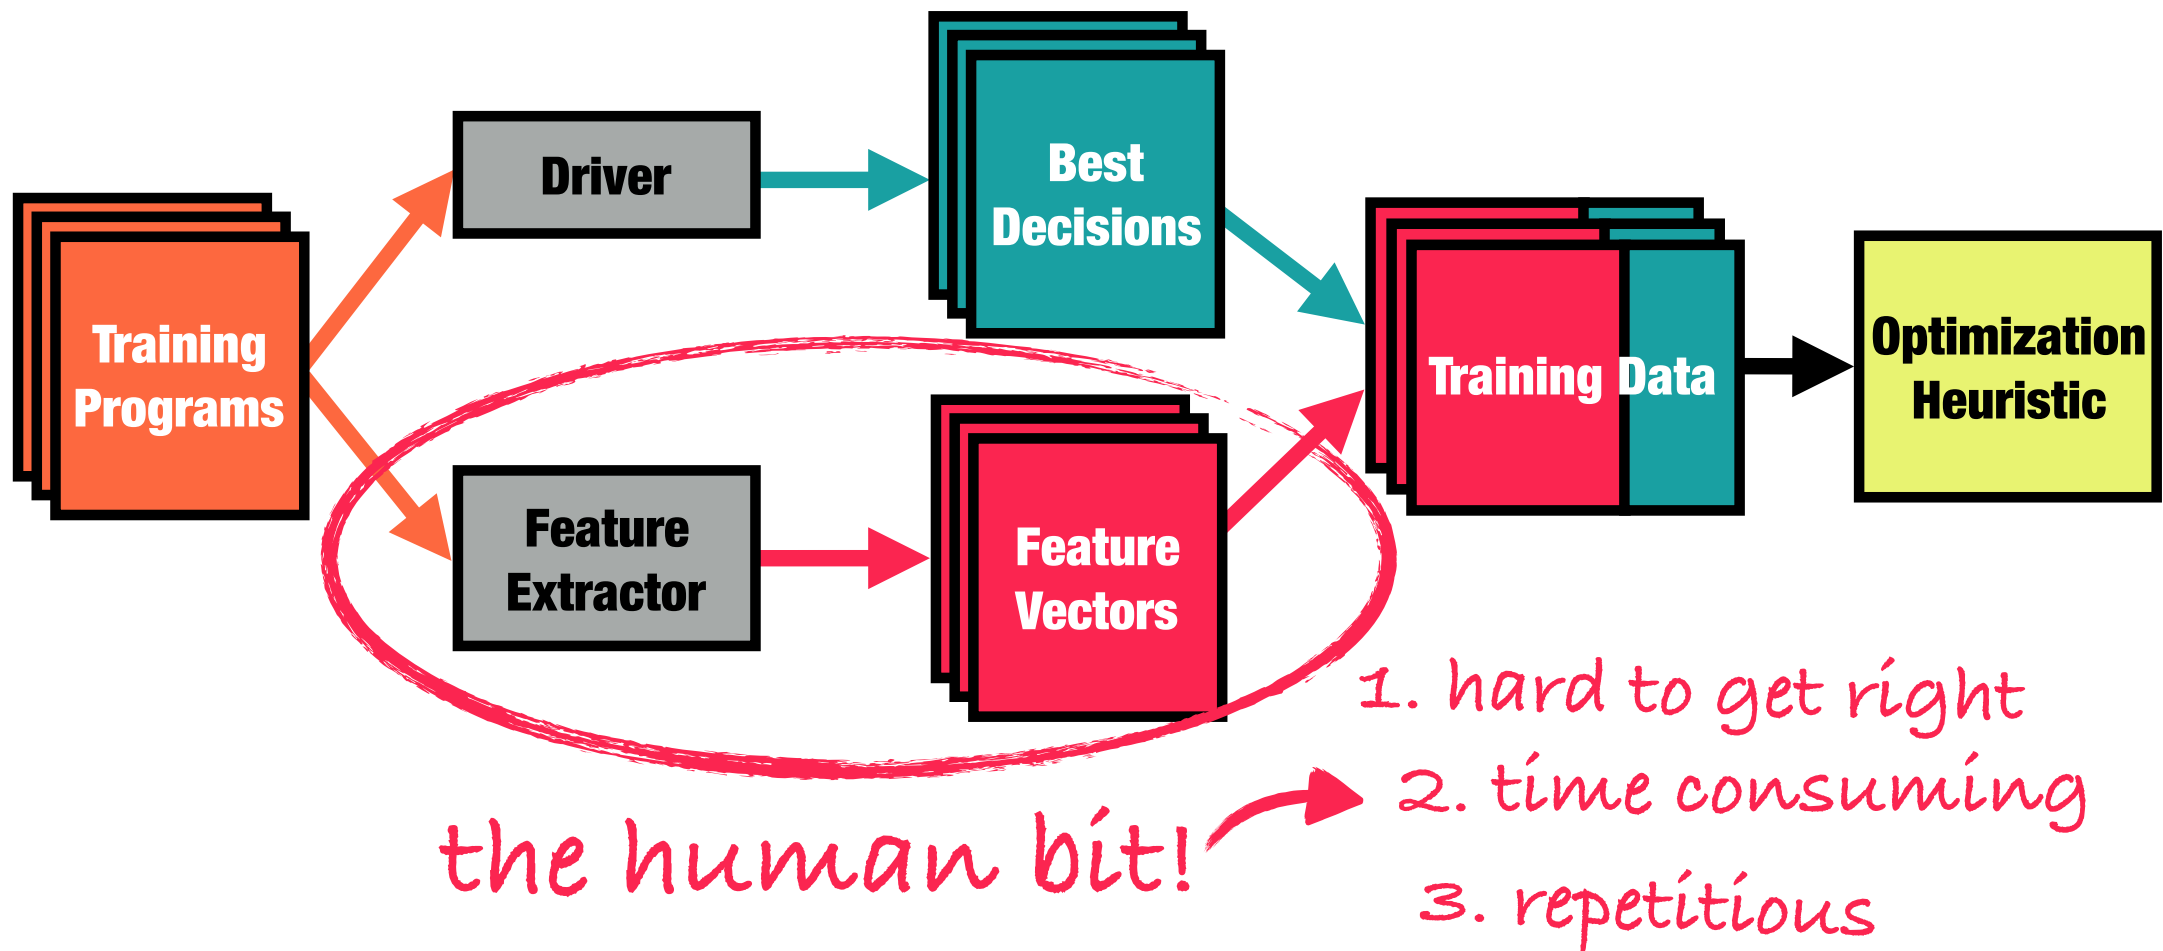 Driver
Best
Decisions
Training
Programs
Feature
Extractor
Feature
Vectors
Training Data
Optimization
Heuristic
the human bit!
1. hard to get right
2. time consuming
3. repetitious